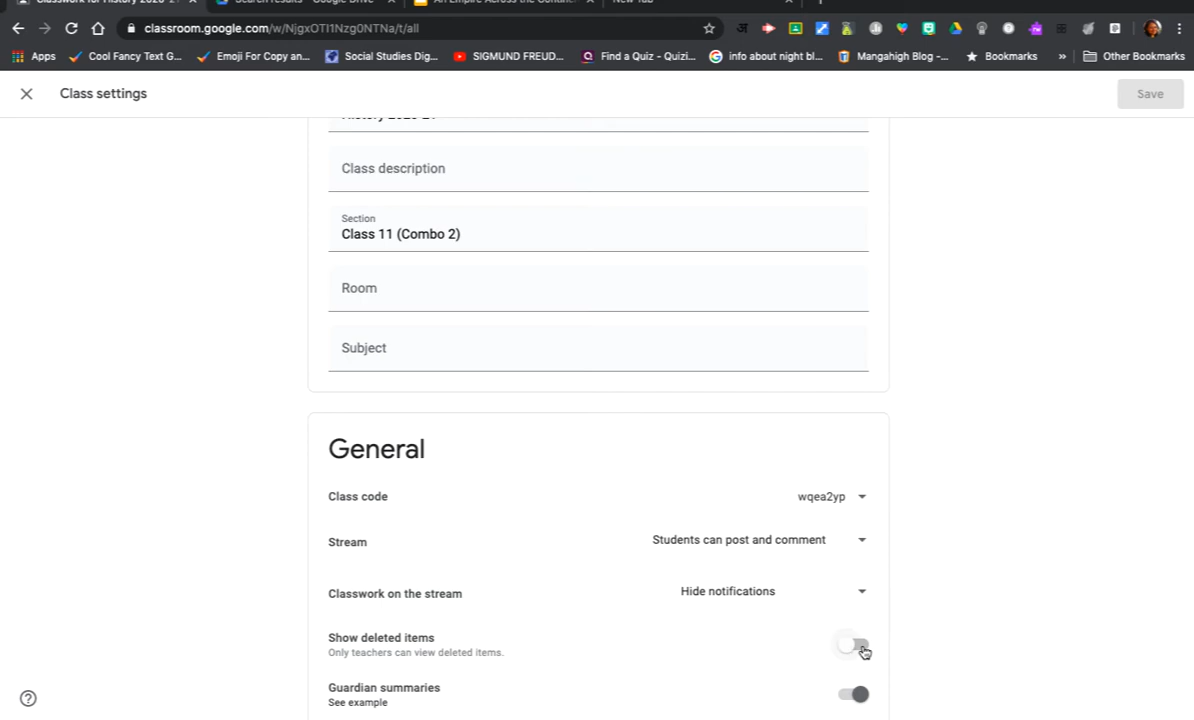 classroom.google.com/w/NjgxOTI1Nzg0NTNa/t/all
Apps Cool Fancy Text G... Emoji For Copy an... Social Studies Dig... SIGMUND FREUD... Find a Quiz - Quizi... info about night bl... Mangahigh Blog -... Bookmarks » Other Bookmarks
Class settings Save
Class description
Section
Class 11 (Combo 2)
Room
Subject
General
Class code wqea2yp
Stream Students can post and comment
Classwork on the stream Hide notifications
Show deleted items
Only teachers can view deleted items.
Guardian summaries
See example